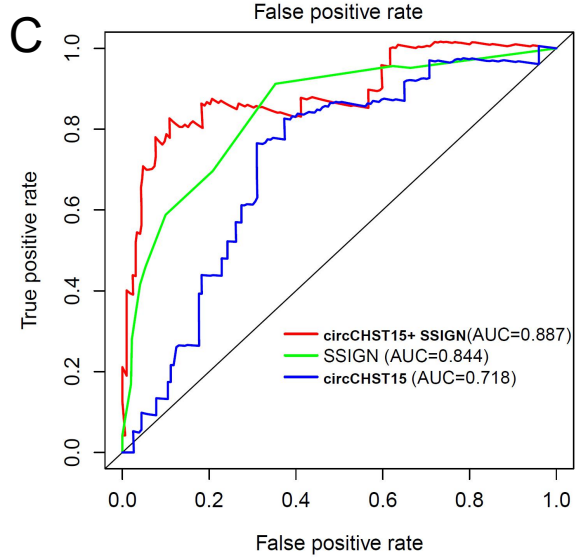 C
False positive rate
True positive rate
1.0
0.8
0.6
0.4
0.2
0.0
circCHST15+ SSIGN(AUC=0.887)
SSIGN (AUC=0.844)
circCHST15 (AUC=0.718)
0.0 0.2 0.4 0.6 0.8 1.0
False positive rate